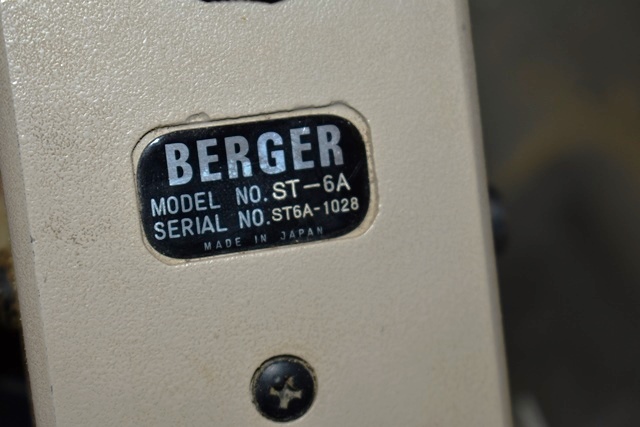 BERGER
MODEL NO. ST-6A
SERIAL NO. ST6A-1028
MADE IN JAPAN